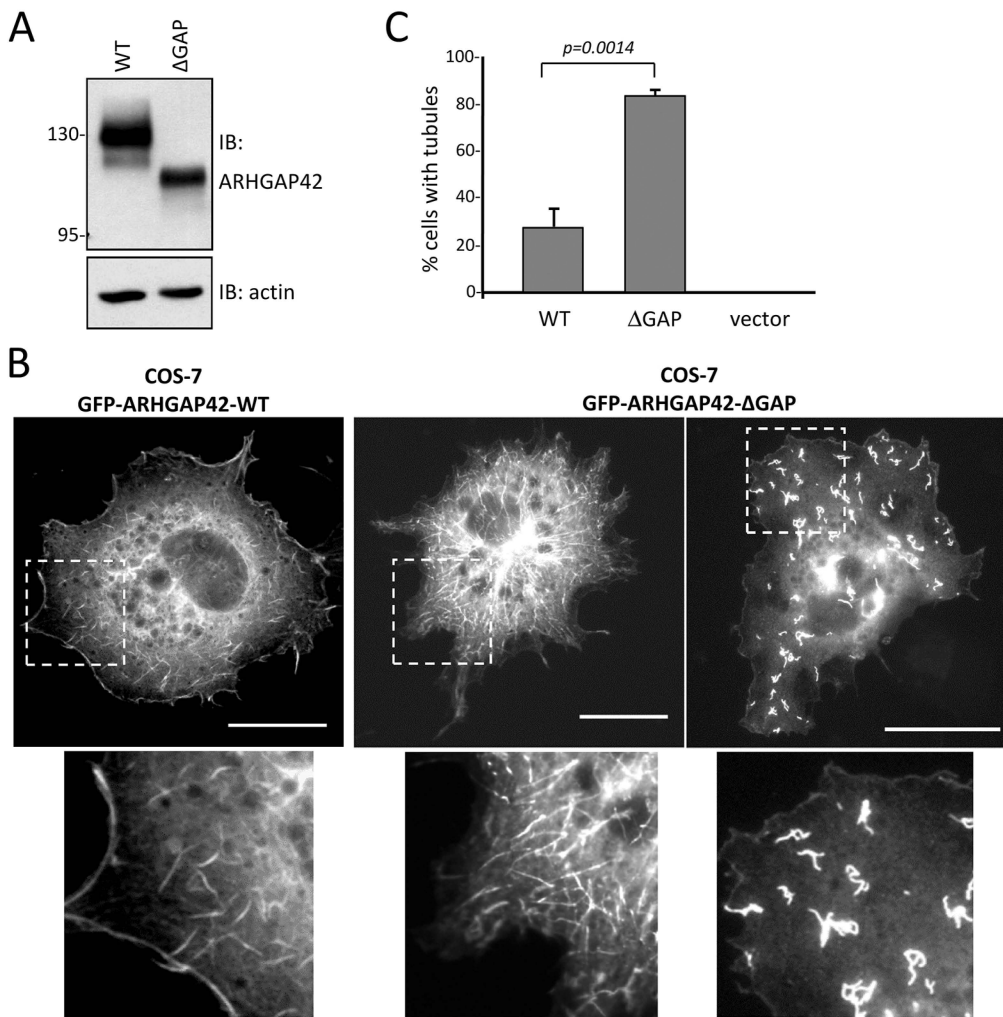 A
WT
ΔGAP
130-
IB:
ARHGAP42
95-
IB: actin
C
p=0.0014
% cells with tubules
100-
80-
60-
40-
20-
0-
WT
ΔGAP
vector
B
COS-7
GFP-ARHGAP42-WT
COS-7
GFP-ARHGAP42-ΔGAP